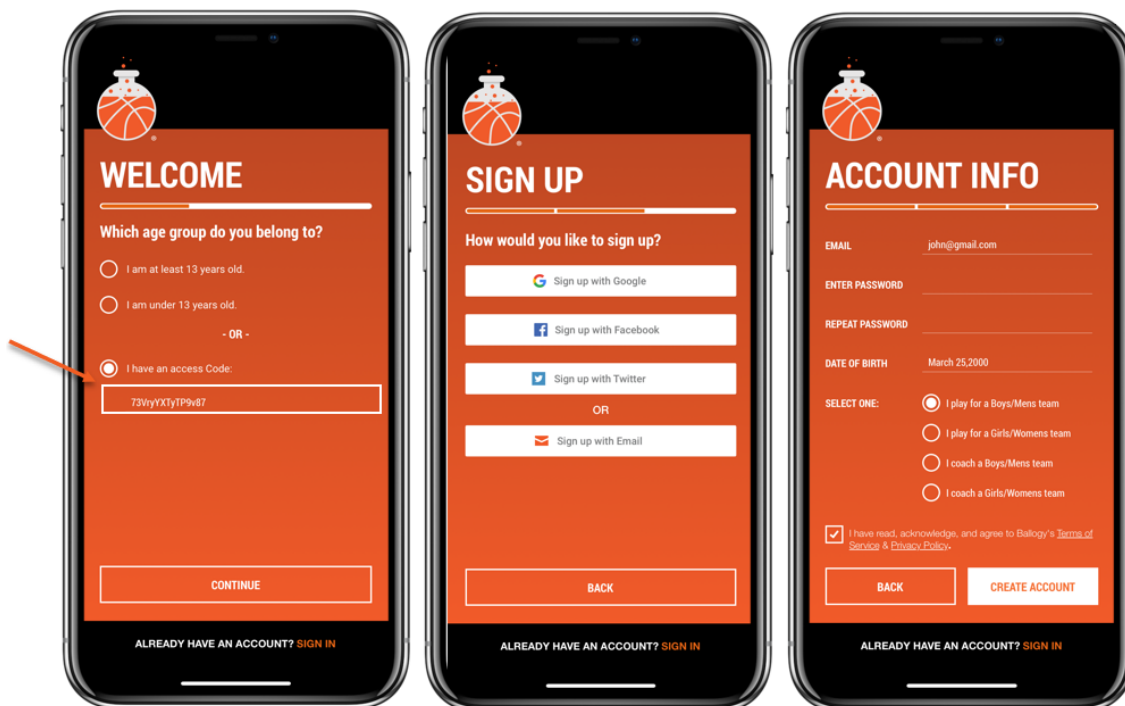 WELCOME
Which age group do you belong to?
I am at least 13 years old.
I am under 13 years old.
- OR -
I have an access Code:
73VryYXTyTP9v87
CONTINUE
ALREADY HAVE AN ACCOUNT? SIGN IN
SIGN UP
How would you like to sign up?
Sign up with Google
Sign up with Facebook
Sign up with Twitter
OR
Sign up with Email
BACK
ALREADY HAVE AN ACCOUNT? SIGN IN
ACCOUNT INFO
EMAIL john@gmail.com
ENTER PASSWORD
REPEAT PASSWORD
DATE OF BIRTH March 25,2000
SELECT ONE: I play for a Boys/Mens team
I play for a Girls/Womens team
I coach a Boys/Mens team
I coach a Girls/Womens team
I have read, acknowledge, and agree to Ballogy's Terms of
Service & Privacy Policy.
BACK CREATE ACCOUNT
ALREADY HAVE AN ACCOUNT? SIGN IN